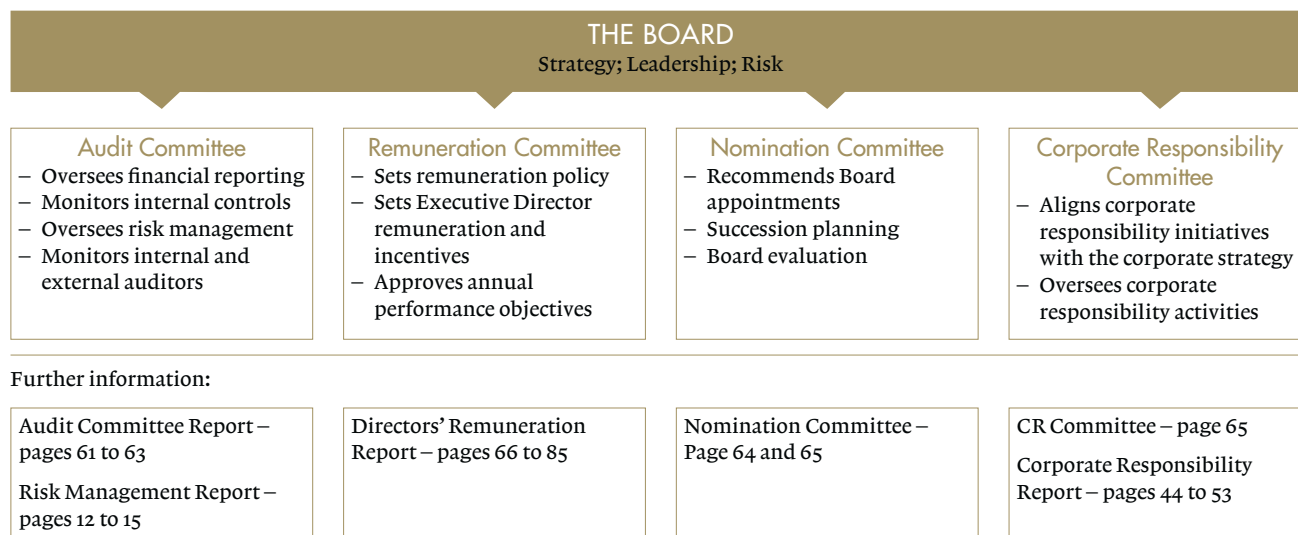 THE BOARD
Strategy; Leadership; Risk
Audit Committee
– Oversees financial reporting
– Monitors internal controls
– Oversees risk management
– Monitors internal and
external auditors
Remuneration Committee
– Sets remuneration policy
– Sets Executive Director
remuneration and
incentives
– Approves annual
performance objectives
Nomination Committee
– Recommends Board
appointments
– Succession planning
– Board evaluation
Corporate Responsibility
Committee
– Aligns corporate
responsibility initiatives
with the corporate strategy
– Oversees corporate
responsibility activities
Further information:
Audit Committee Report –
pages 61 to 63
Risk Management Report –
pages 12 to 15
Directors’ Remuneration
Report – pages 66 to 85
Nomination Committee –
Page 64 and 65
CR Committee – page 65
Corporate Responsibility
Report – pages 44 to 53